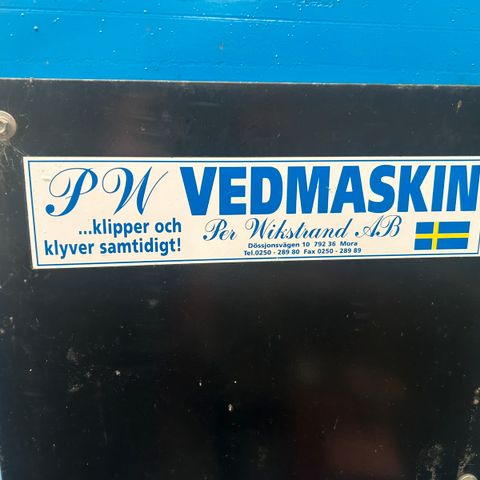 PW VEDMASKIN
...klipper och
klyver samtidigt!
Per Wikstrand AB
Dössjonsvägen 10 792 36 Mora
Tel.0250 - 289 80 Fax 0250 - 289 89